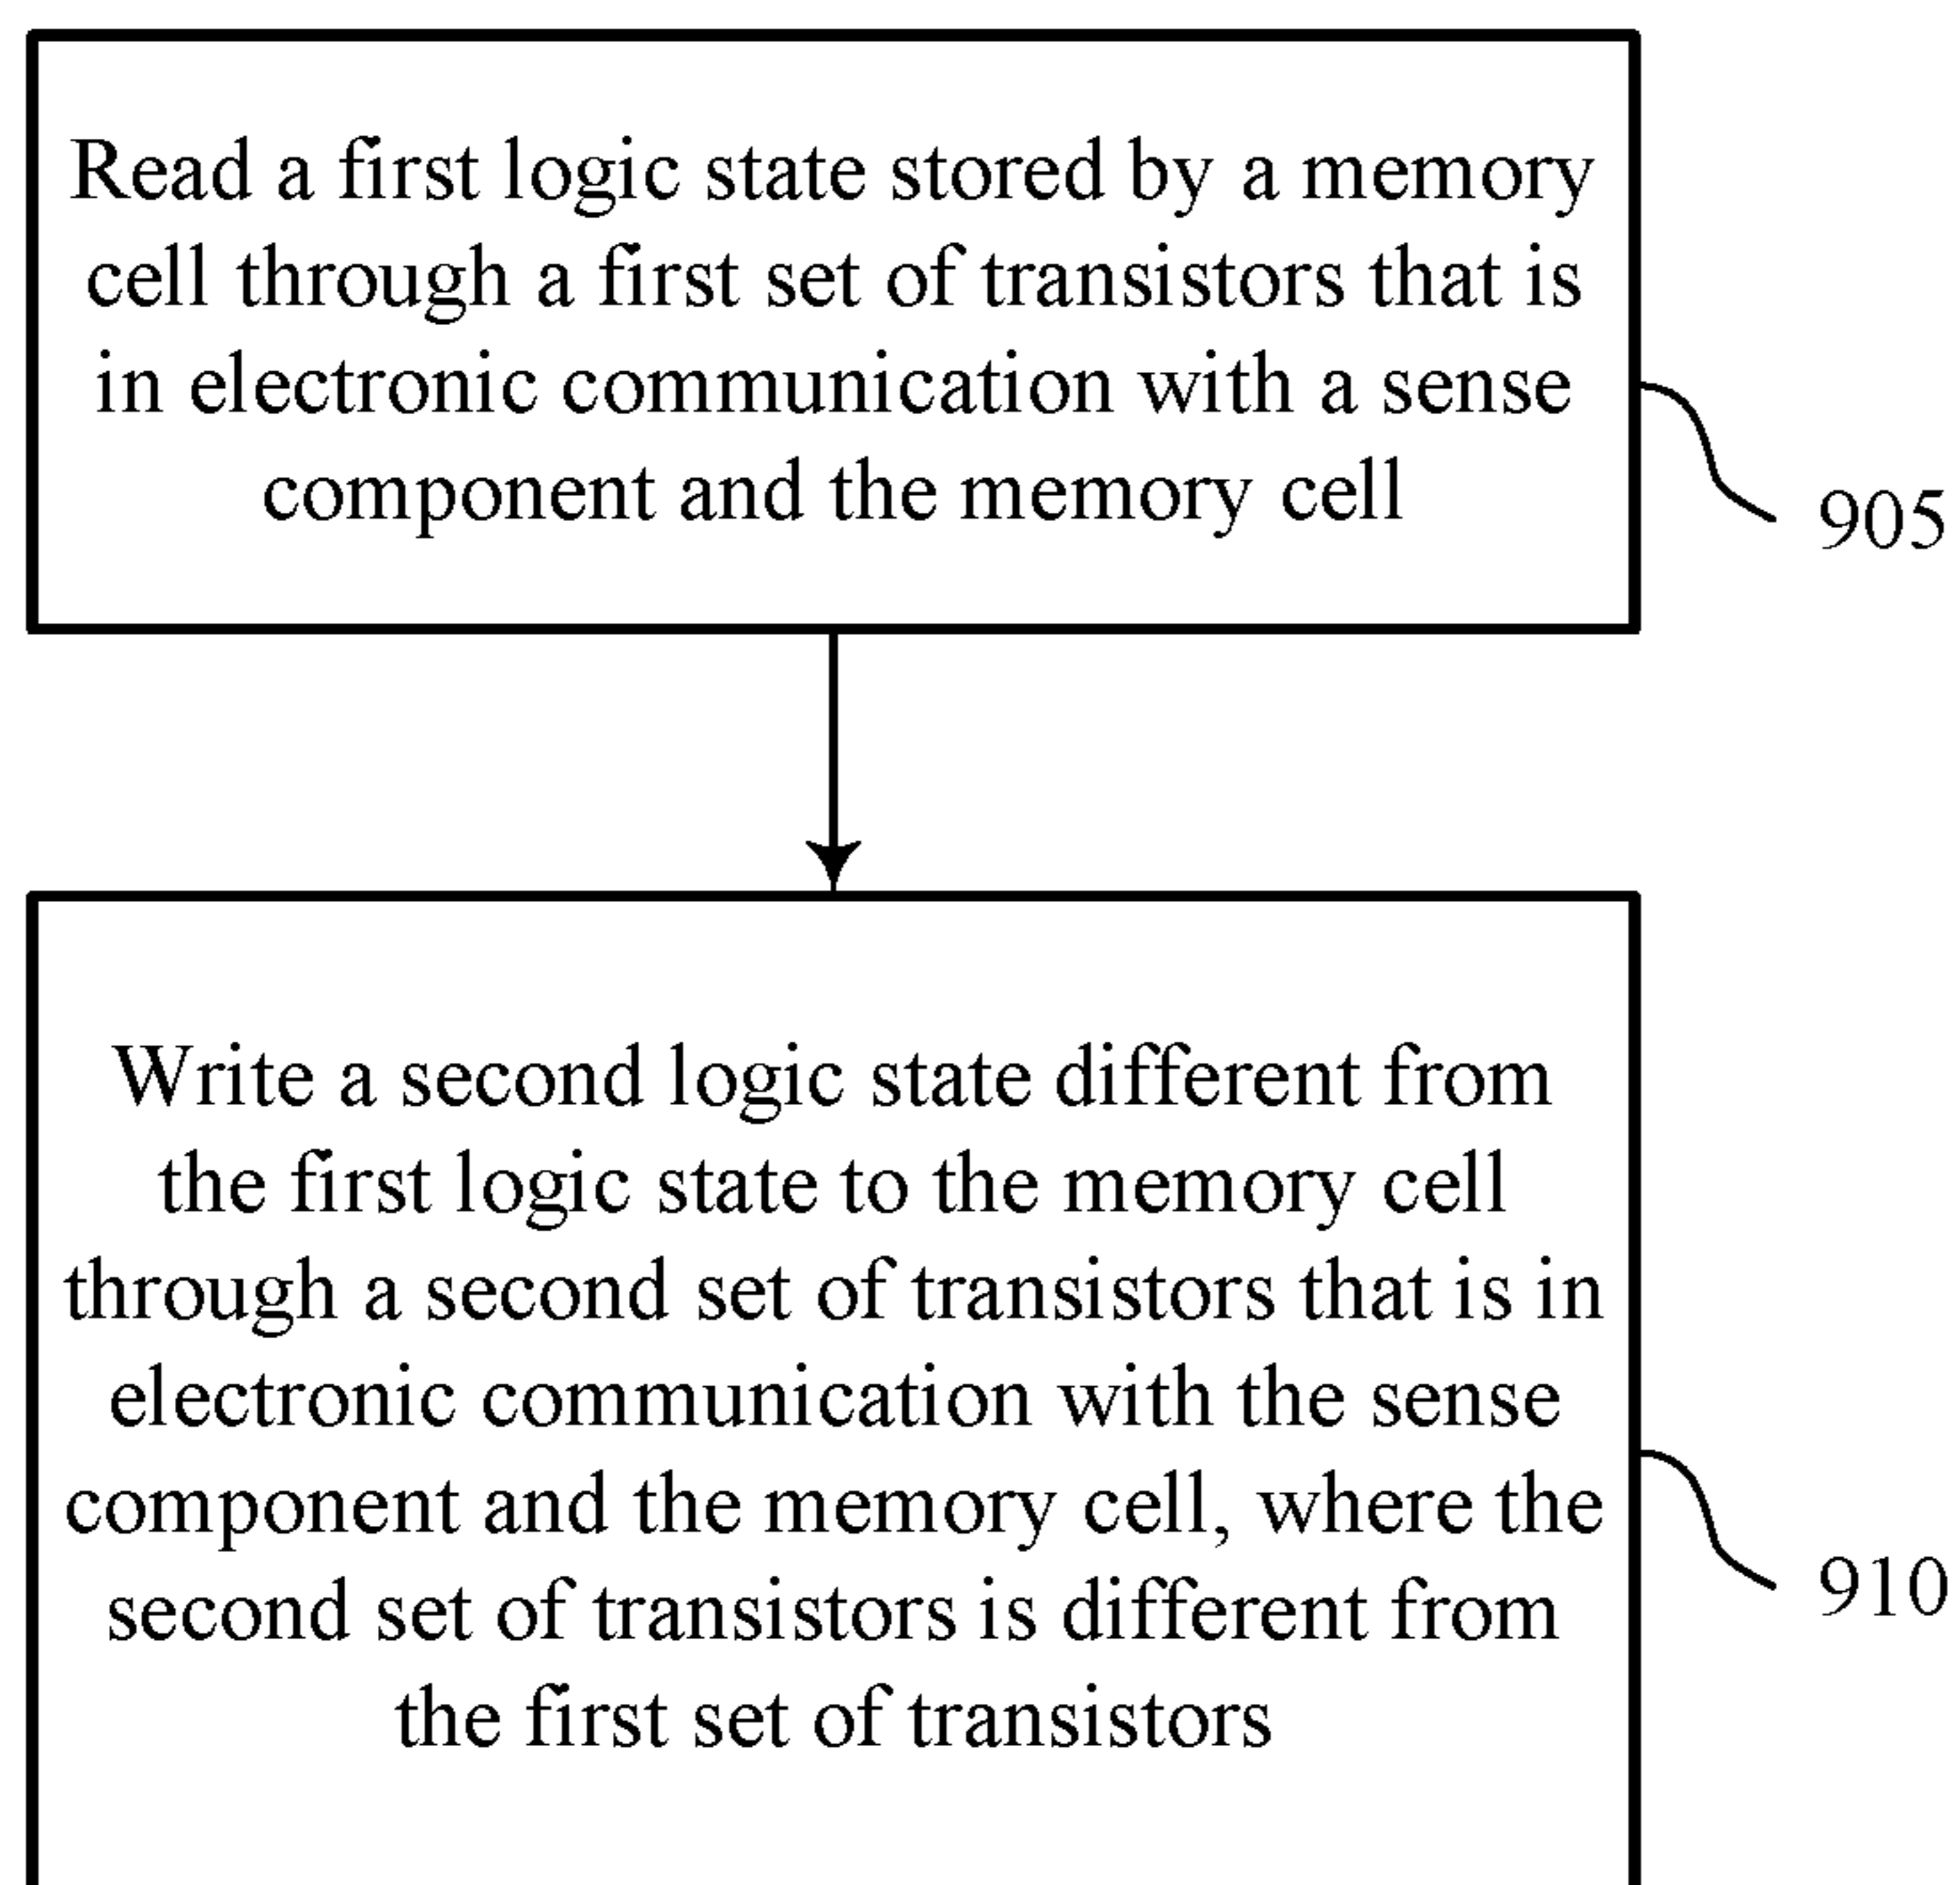 Read a first logic state stored by a memory
cell through a first set of transistors that is
in electronic communication with a sense
component and the memory cell
905
Write a second logic state different from
the first logic state to the memory cell
through a second set of transistors that is in
electronic communication with the sense
component and the memory cell, where the
second set of transistors is different from
the first set of transistors
910